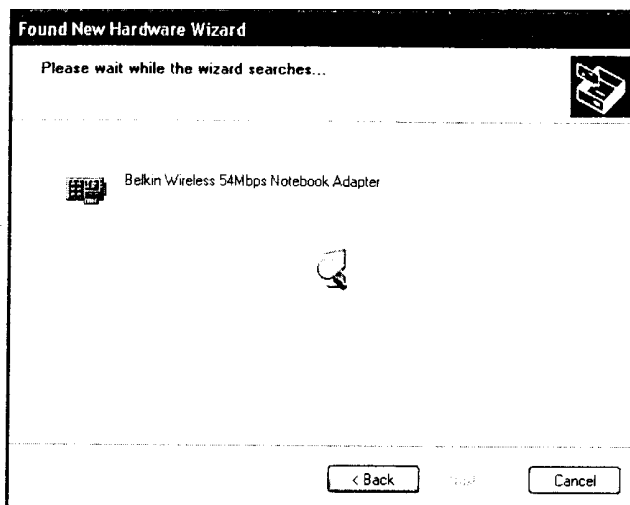 Found New Hardware Wizard
Please wait while the wizard searches...
Belkin Wireless 54Mbps Notebook Adapter
< Back
Cancel